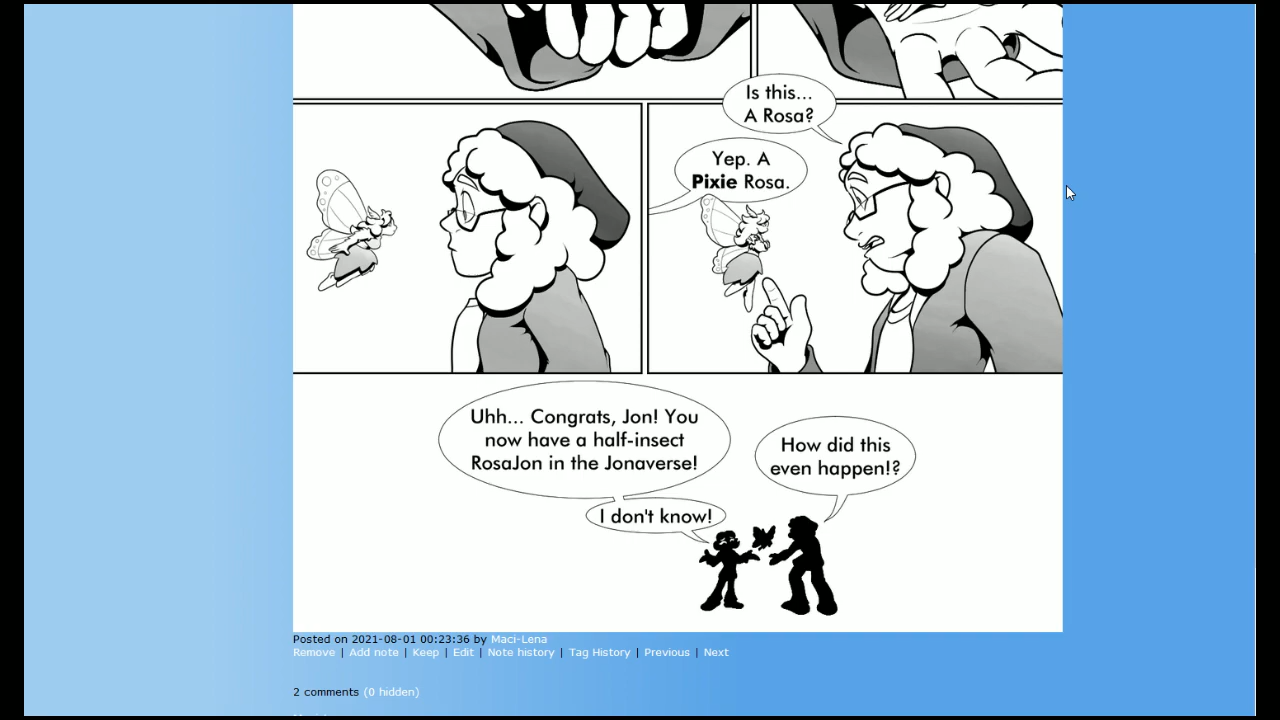 Is this...
A Rosa?
Yep. A
Pixie Rosa.
Uhh... Congrats, Jon! You
now have a half-insect
RosaJon in the Jonaverse!
How did this
even happen!?
I don't know!
Posted on 2021-08-01 00:23:36 by Maci-Lena
Remove | Add note | Keep | Edit | Note history | Tag History | Previous | Next
2 comments (0 hidden)